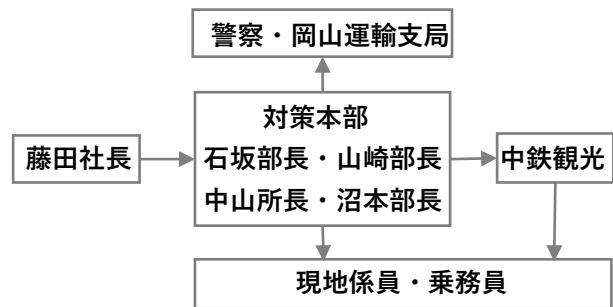 警察・岡山運輸支局
対策本部
石坂部長・山崎部長
中山所長・沼本部長
藤田社長
中鉄観光
現地係員・乗務員